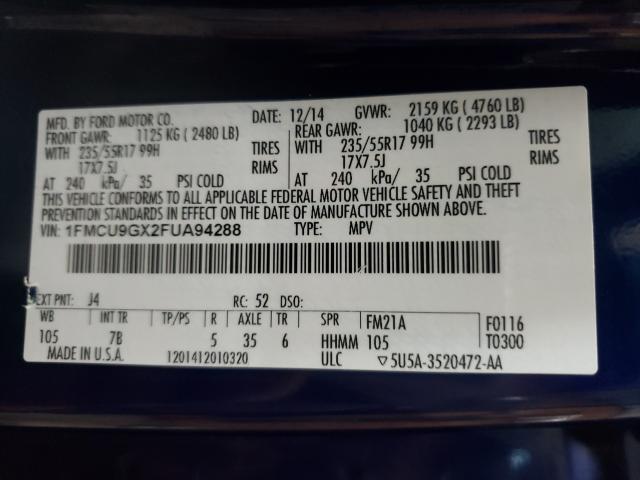 MFD. BY FORD MOTOR CO. DATE: 12/14 GVWR: 2159 KG (4760 LB)
FRONT GAWR: 1125 KG (2480 LB) REAR GAWR: 1040 KG (2293 LB)
WITH 235/55R17 99H TIRES WITH 235/55R17 99H TIRES
17X7.5J RIMS 17X7.5J RIMS
AT 240 kPa/ 35 PSI COLD AT 240 kPa/ 35 PSI COLD
THIS VEHICLE CONFORMS TO ALL APPLICABLE FEDERAL MOTOR VEHICLE SAFETY AND THEFT
PREVENTION STANDARDS IN EFFECT ON THE DATE OF MANUFACTURE SHOWN ABOVE.
VIN: 1FMCU9GX2FUA94288 TYPE: MPV
EXT PNT: J4 RC: 52 DSO:
WB INT TR TP/PS R AXLE TR SPR FM21A F0116
105 7B 5 35 6 HHMM 105 T0300
MADE IN U.S.A. 1201412010320 ULC ▽5U5A-3520472-AA